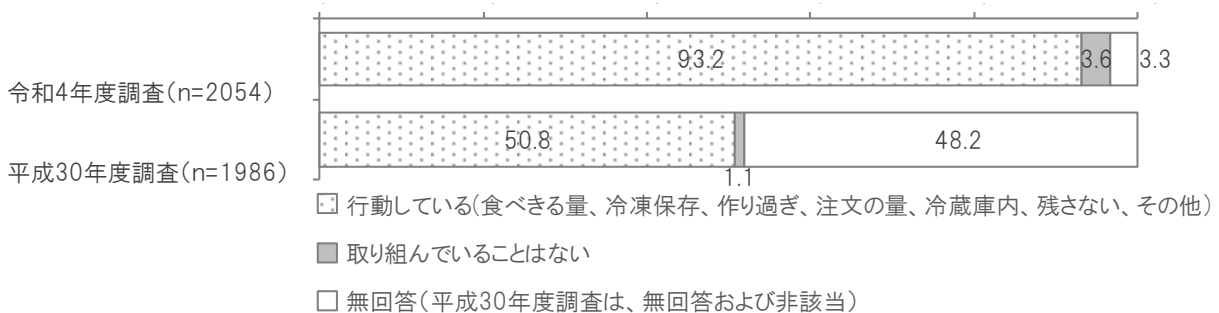 93.2 3.6 3.3
令和4年度調査(n=2054)
50.8 48.2
平成30年度調査(n=1986)
1.1
行動している(食べきる量、冷凍保存、作り過ぎ、注文の量、冷蔵庫内、残さない、その他)
取り組んでいることはない
無回答(平成30年度調査は、無回答および非該当)